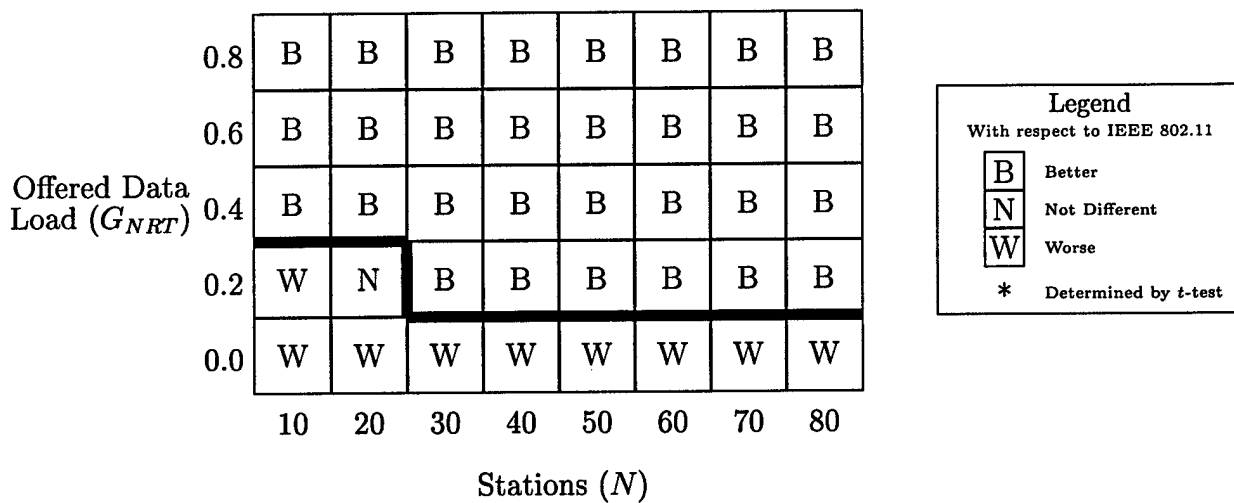 0.8 B B B B B B B B
0.6 B B B B B B B B
Offered Data
Load (G_NRT)
0.4 B B B B B B B B
0.2 W N B B B B B B
0.0 W W W W W W W W
10 20 30 40 50 60 70 80
Stations (N)
Legend
With respect to IEEE 802.11
B Better
N Not Different
W Worse
* Determined by t-test